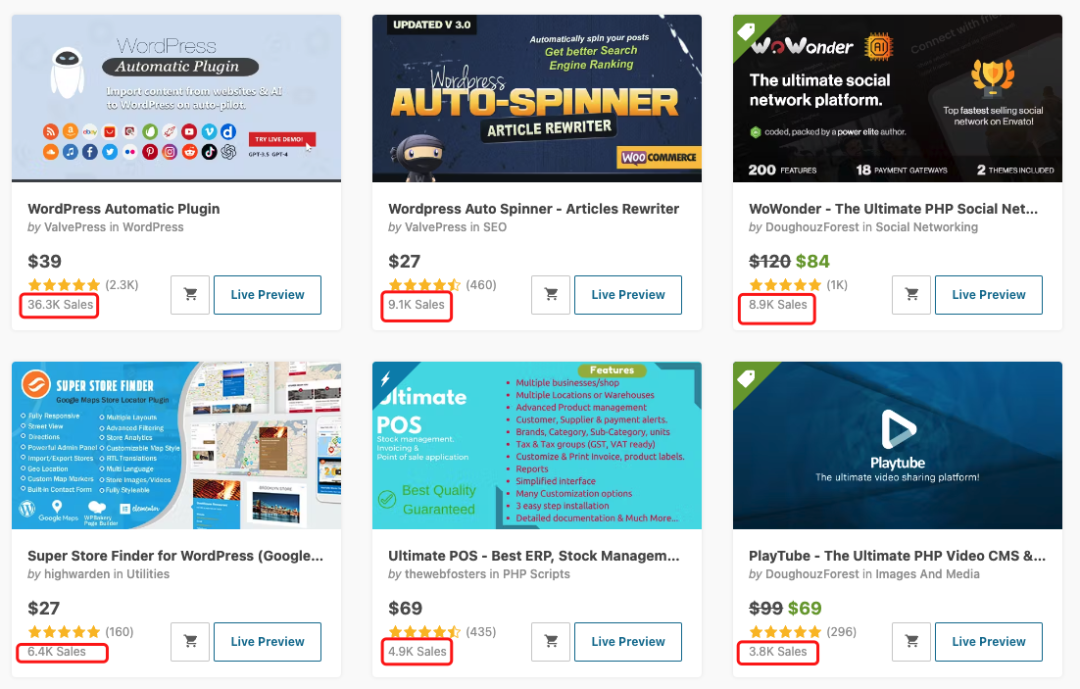 WordPress
Automatic Plugin
Import content from websites & AI
to WordPress on auto-pilot.
ebay
TRY LIVE DEMO!
GPT-3.5 GPT-4
WordPress Automatic Plugin
by ValvePress in WordPress
$39
(2.3K)
36.3K Sales
Live Preview
UPDATED V 3.0
Automatically spin your posts
Get better Search
Engine Ranking
Wordpress
AUTO-SPINNER
ARTICLE REWRITER
WOO COMMERCE
Wordpress Auto Spinner - Articles Rewriter
by ValvePress in SEO
$27
(460)
9.1K Sales
Live Preview
WoWonder
AI
Connect with frie
The ultimate social
network platform.
Top fastest selling social
network on Envato!
coded, packed by a power elite author.
200 FEATURES
18 PAYMENT GATEWAYS
2 THEMES INCLUDED
WoWonder - The Ultimate PHP Social Net...
by DoughouzForest in Social Networking
$120 $84
(1K)
8.9K Sales
Live Preview
SUPER STORE FINDER
Google Maps Store Locator Plugin
Fully Responsive
Street View
Directions
Powerful Admin Panel
Import/Export Stores
Geo Location
Custom Map Markers
Built-in Contact Form
Multiple Layouts
Advanced Filtering
Store Analytics
Customizable Map Style
RTL Translations
Multi Language
Store Images/Videos
Fully Styleable
Google Maps
WPBakery
Page Builder
elementor
Super Store Finder for WordPress (Google...
by highwarden in Utilities
$27
(160)
6.4K Sales
Live Preview
Ultimate
POS
Stock management,
Invoicing &
Point of sale application
Best Quality
Guaranteed
Features
Multiple businesses/shop
Multiple Locations or Warehouses
Advanced Product management
Customer, Supplier & payment alerts.
Brands, Category, Sub-Category, units
Tax & Tax groups (GST, VAT ready)
Customize & Print Invoice, product labels.
Reports
Simplified interface
Many Customization options
3 easy step installation
Detailed documentation & Much More...
Ultimate POS - Best ERP, Stock Managem...
by thewebfosters in PHP Scripts
$69
(435)
4.9K Sales
Live Preview
Playtube
The ultimate video sharing platform!
PlayTube - The Ultimate PHP Video CMS &...
by DoughouzForest in Images And Media
$99 $69
(296)
3.8K Sales
Live Preview